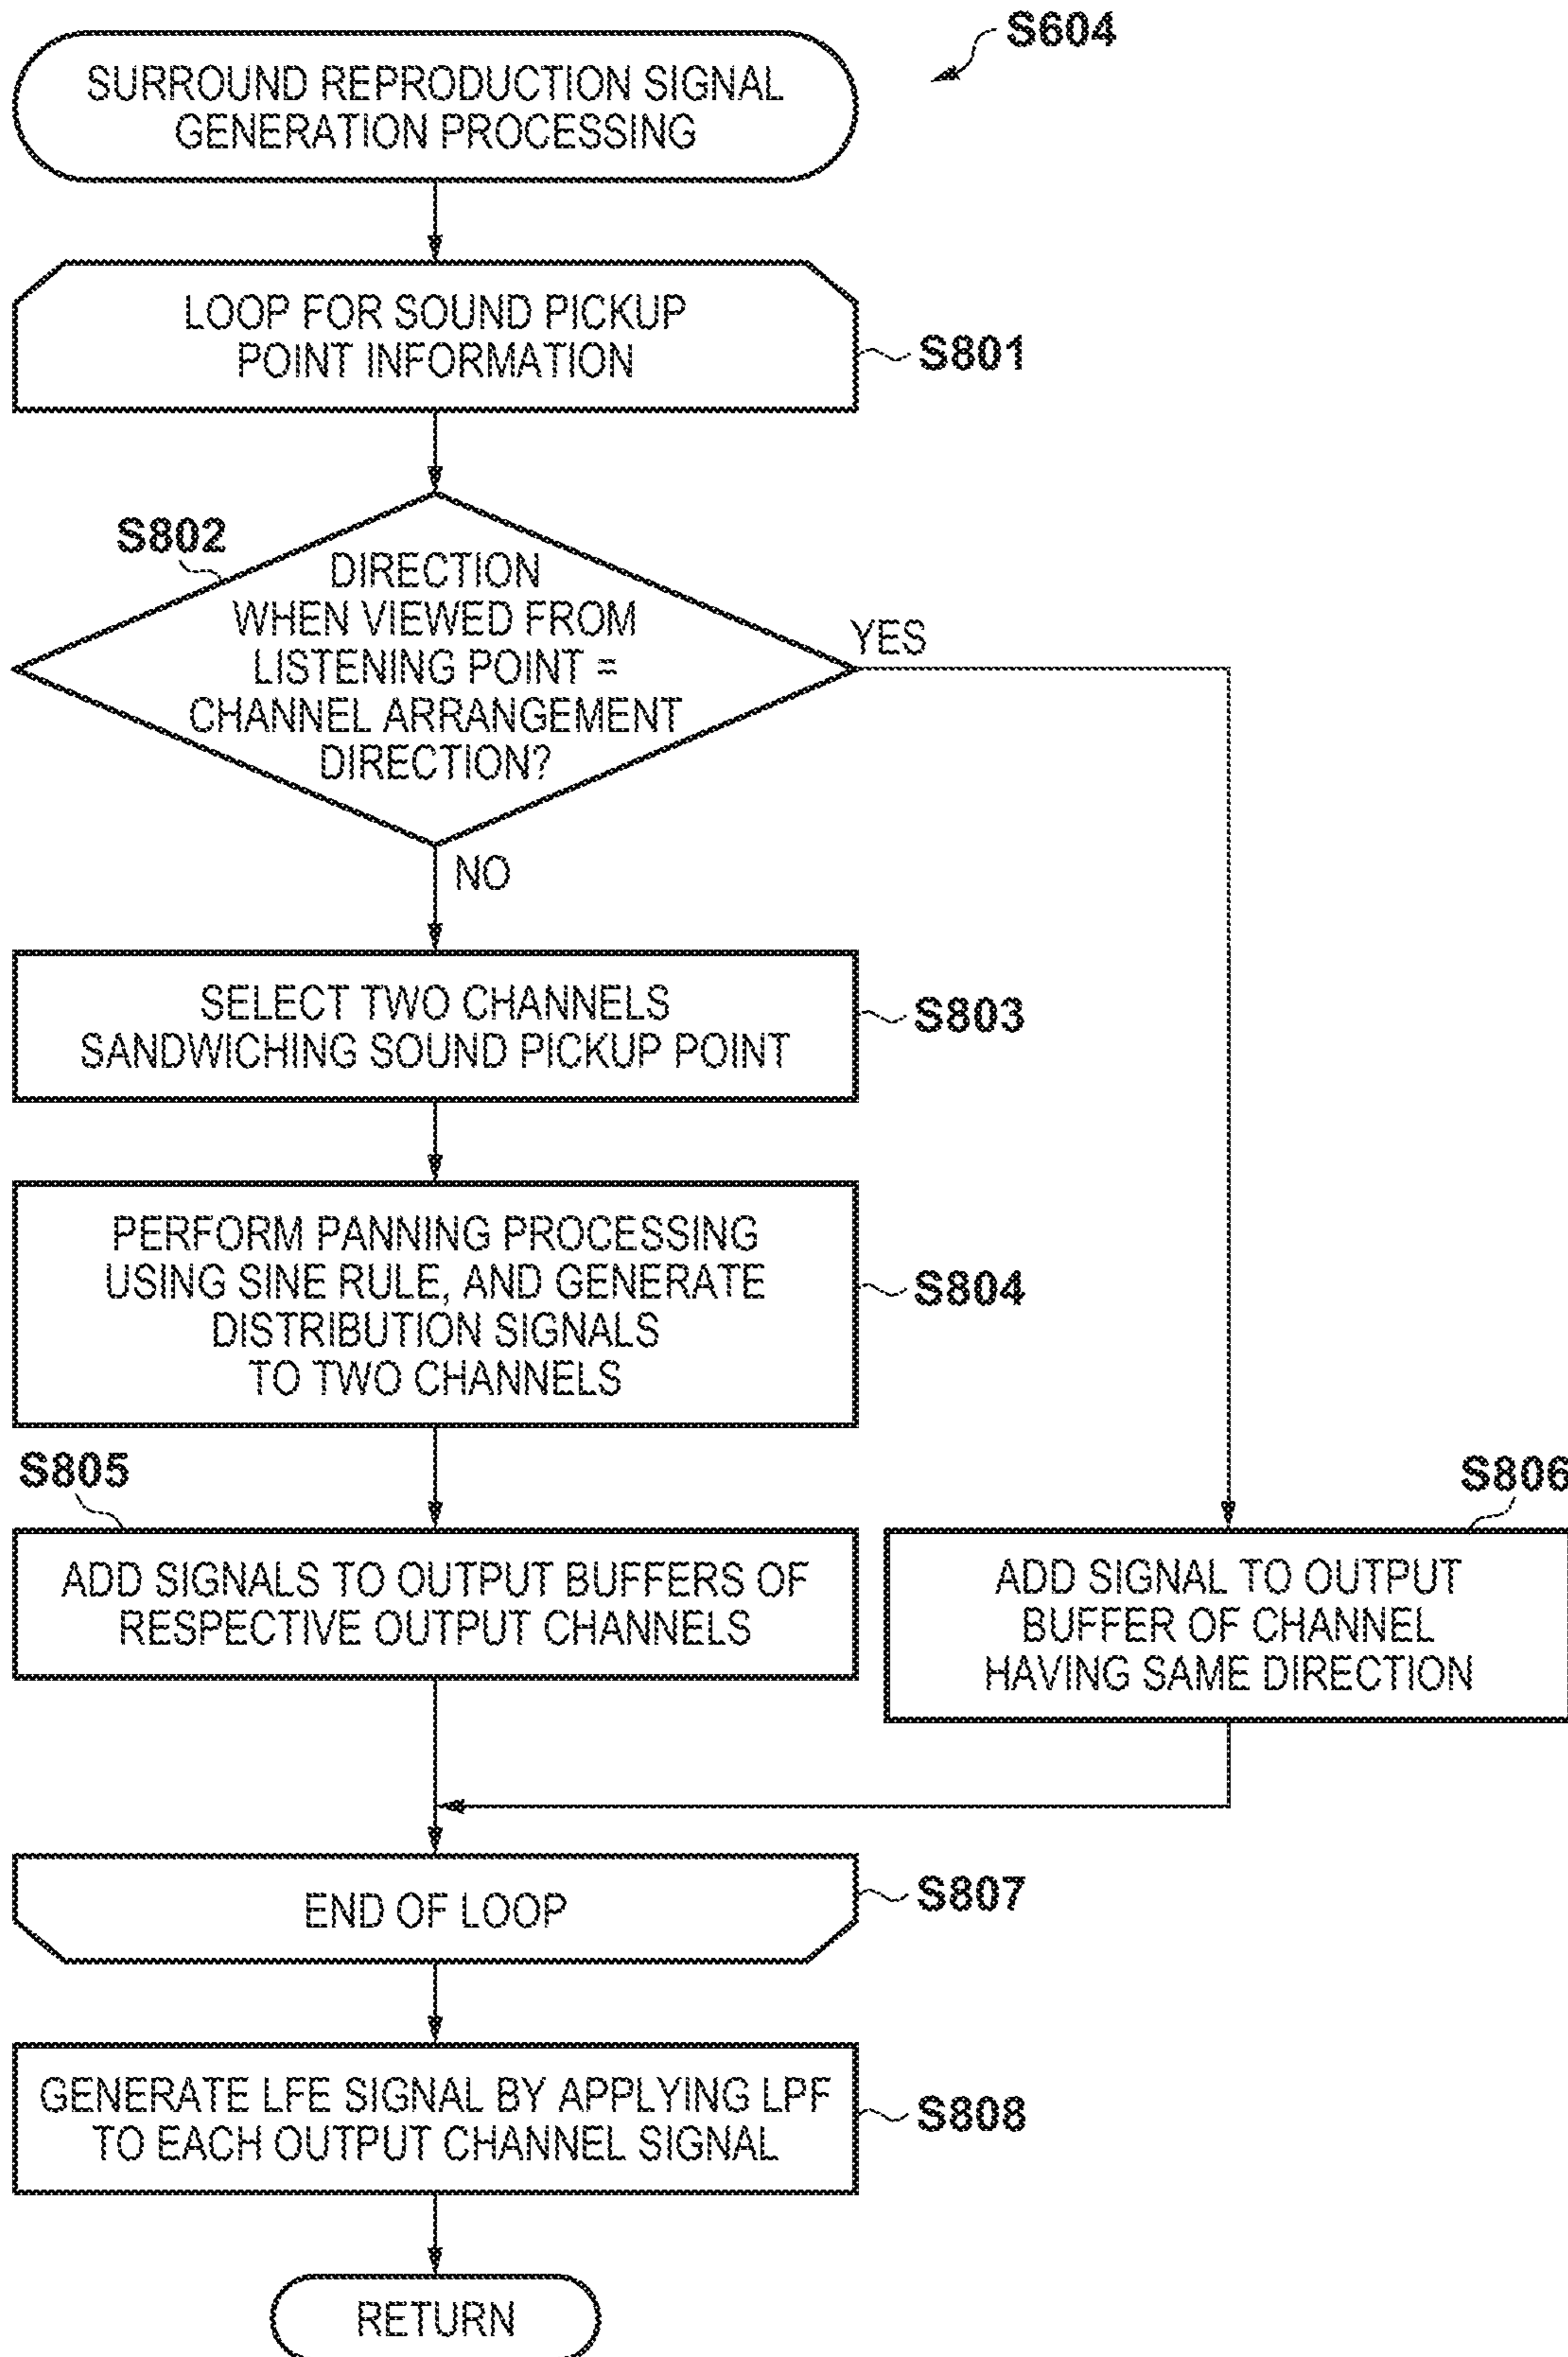 S604
SURROUND REPRODUCTION SIGNAL
GENERATION PROCESSING
LOOP FOR SOUND PICKUP
POINT INFORMATION
S801
S802
DIRECTION
WHEN VIEWED FROM
LISTENING POINT =
CHANNEL ARRANGEMENT
DIRECTION?
YES
NO
SELECT TWO CHANNELS
SANDWICHING SOUND PICKUP POINT
S803
PERFORM PANNING PROCESSING
USING SINE RULE, AND GENERATE
DISTRIBUTION SIGNALS
TO TWO CHANNELS
S804
S805
ADD SIGNALS TO OUTPUT BUFFERS OF
RESPECTIVE OUTPUT CHANNELS
S806
ADD SIGNAL TO OUTPUT
BUFFER OF CHANNEL
HAVING SAME DIRECTION
END OF LOOP
S807
GENERATE LFE SIGNAL BY APPLYING LPF
TO EACH OUTPUT CHANNEL SIGNAL
S808
RETURN